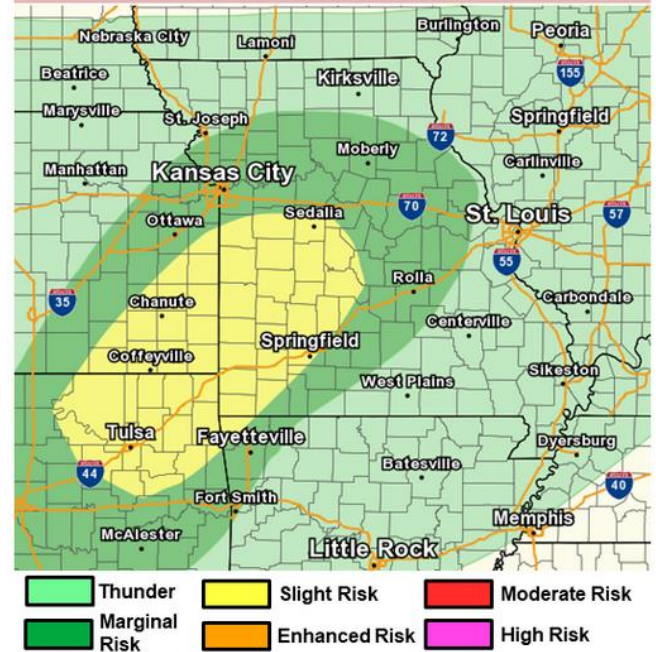 Nebraska City
Lamoni
Burlington
Peoria
Beatrice
Kirksville
155
Marysville
St. Joseph
Springfield
72
Moberly
Manhattan
Kansas City
Carlinville
Ottawa
Sedalia
70
St. Louis
57
55
35
Chanute
Rolla
Carbondale
Centerville
Coffeyville
Springfield
West Plains
Sikeston
Tulsa
Fayetteville
Dyersburg
44
Batesville
40
Fort Smith
McAlester
Little Rock
Memphis
Thunder
Slight Risk
Moderate Risk
Marginal
Risk
Enhanced Risk
High Risk